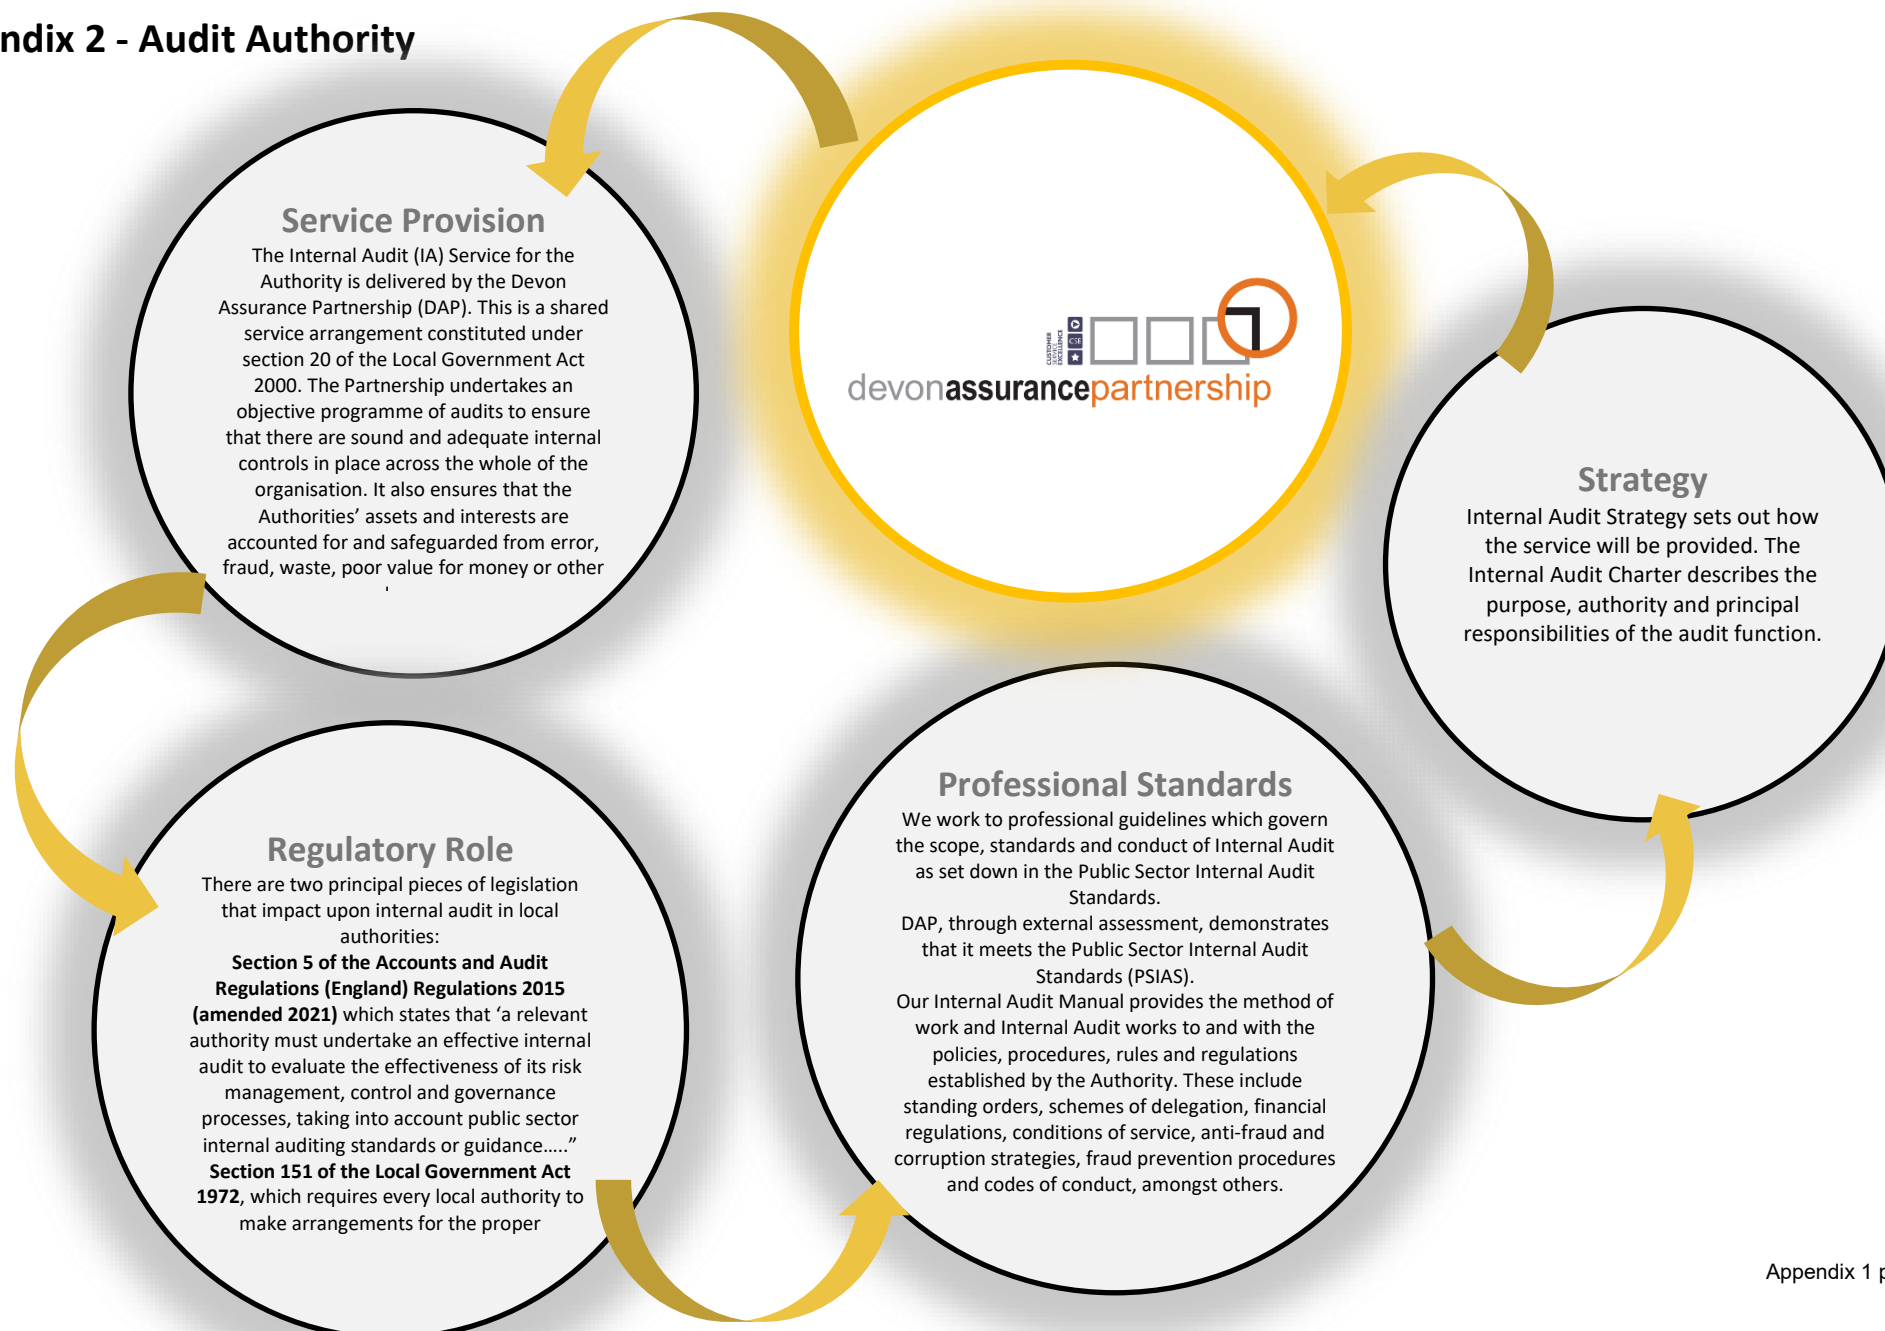 ndix 2 - Audit Authority
Service Provision
The Internal Audit (IA) Service for the
Authority is delivered by the Devon
Assurance Partnership (DAP). This is a shared
service arrangement constituted under
section 20 of the Local Government Act
2000. The Partnership undertakes an
objective programme of audits to ensure
that there are sound and adequate internal
controls in place across the whole of the
organisation. It also ensures that the
Authorities’ assets and interests are
accounted for and safeguarded from error,
fraud, waste, poor value for money or other
CUSTOMER
SERVICE
EXCELLENCE
CSE
devonassurancepartnership
Strategy
Internal Audit Strategy sets out how
the service will be provided. The
Internal Audit Charter describes the
purpose, authority and principal
responsibilities of the audit function.
Regulatory Role
There are two principal pieces of legislation
that impact upon internal audit in local
authorities:
Section 5 of the Accounts and Audit
Regulations (England) Regulations 2015
(amended 2021) which states that ‘a relevant
authority must undertake an effective internal
audit to evaluate the effectiveness of its risk
management, control and governance
processes, taking into account public sector
internal auditing standards or guidance…..”
Section 151 of the Local Government Act
1972, which requires every local authority to
make arrangements for the proper
Professional Standards
We work to professional guidelines which govern
the scope, standards and conduct of Internal Audit
as set down in the Public Sector Internal Audit
Standards.
DAP, through external assessment, demonstrates
that it meets the Public Sector Internal Audit
Standards (PSIAS).
Our Internal Audit Manual provides the method of
work and Internal Audit works to and with the
policies, procedures, rules and regulations
established by the Authority. These include
standing orders, schemes of delegation, financial
regulations, conditions of service, anti-fraud and
corruption strategies, fraud prevention procedures
and codes of conduct, amongst others.
Appendix 1 p